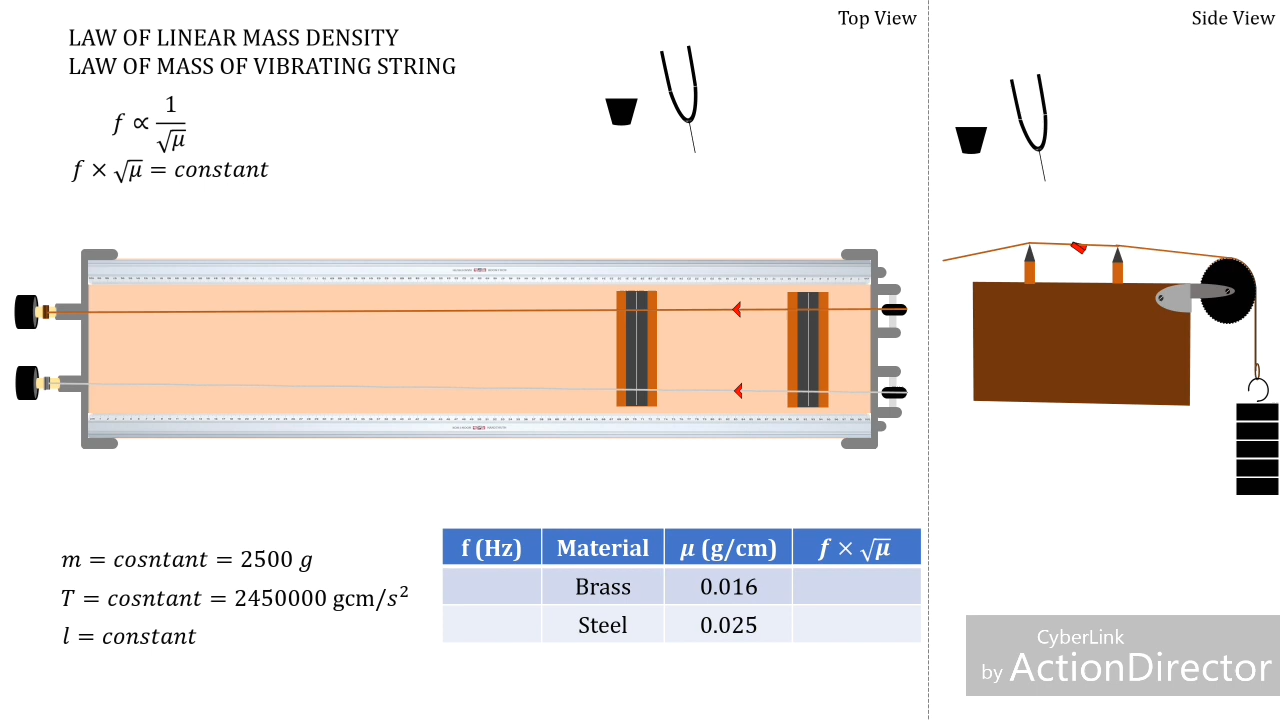 Top View
Side View
LAW OF LINEAR MASS DENSITY
LAW OF MASS OF VIBRATING STRING
f ∝ 1/√μ
f × √μ = constant
m = cosntant = 2500 g
T = cosntant = 2450000 gcm/s²
l = constant
f (Hz) Material μ (g/cm) f × √μ
Brass 0.016
Steel 0.025
CyberLink
by ActionDirector